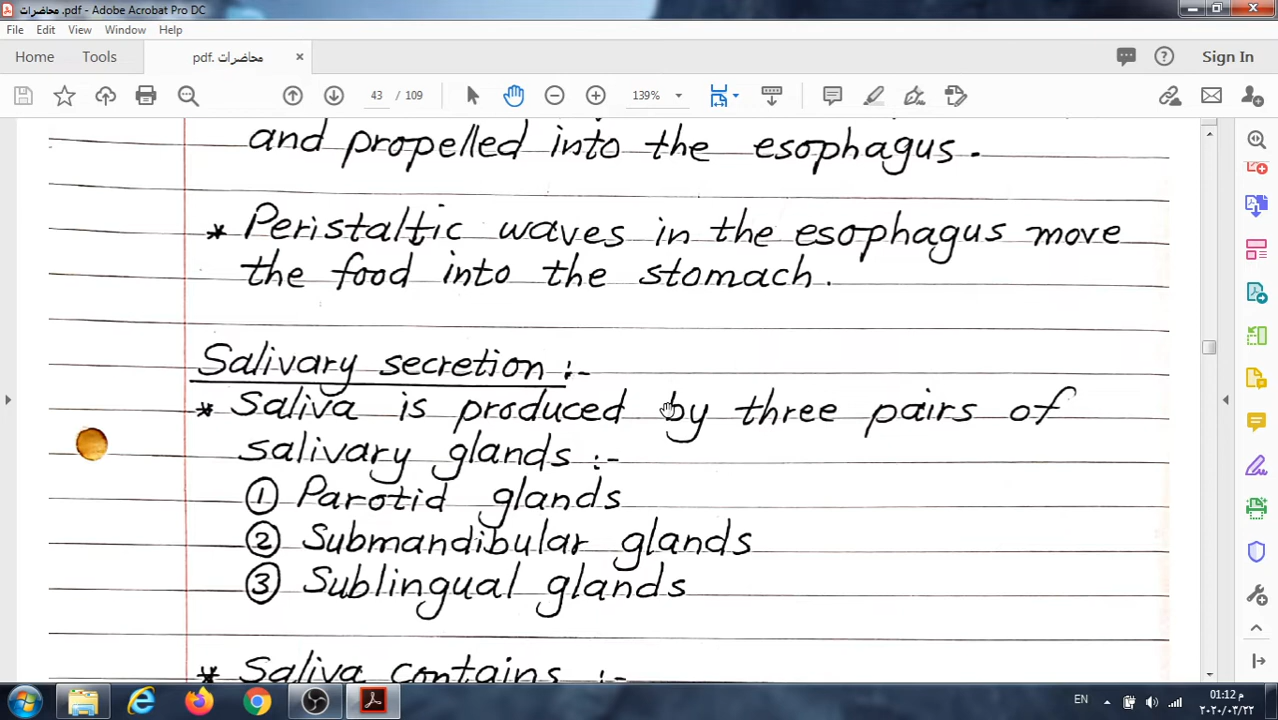 محاضرات .pdf - Adobe Acrobat Pro DC
File Edit View Window Help
Home Tools محاضرات .pdf × Sign In
43 / 109 139%
and propelled into the esophagus.
* Peristaltic waves in the esophagus move
the food into the stomach.
Salivary secretion :-
* Saliva is produced by three pairs of
salivary glands :-
① Parotid glands
② Submandibular glands
③ Sublingual glands
* Saliva contains :-
EN 01:12 م
٢٠٢٠/٠٣/٢٢